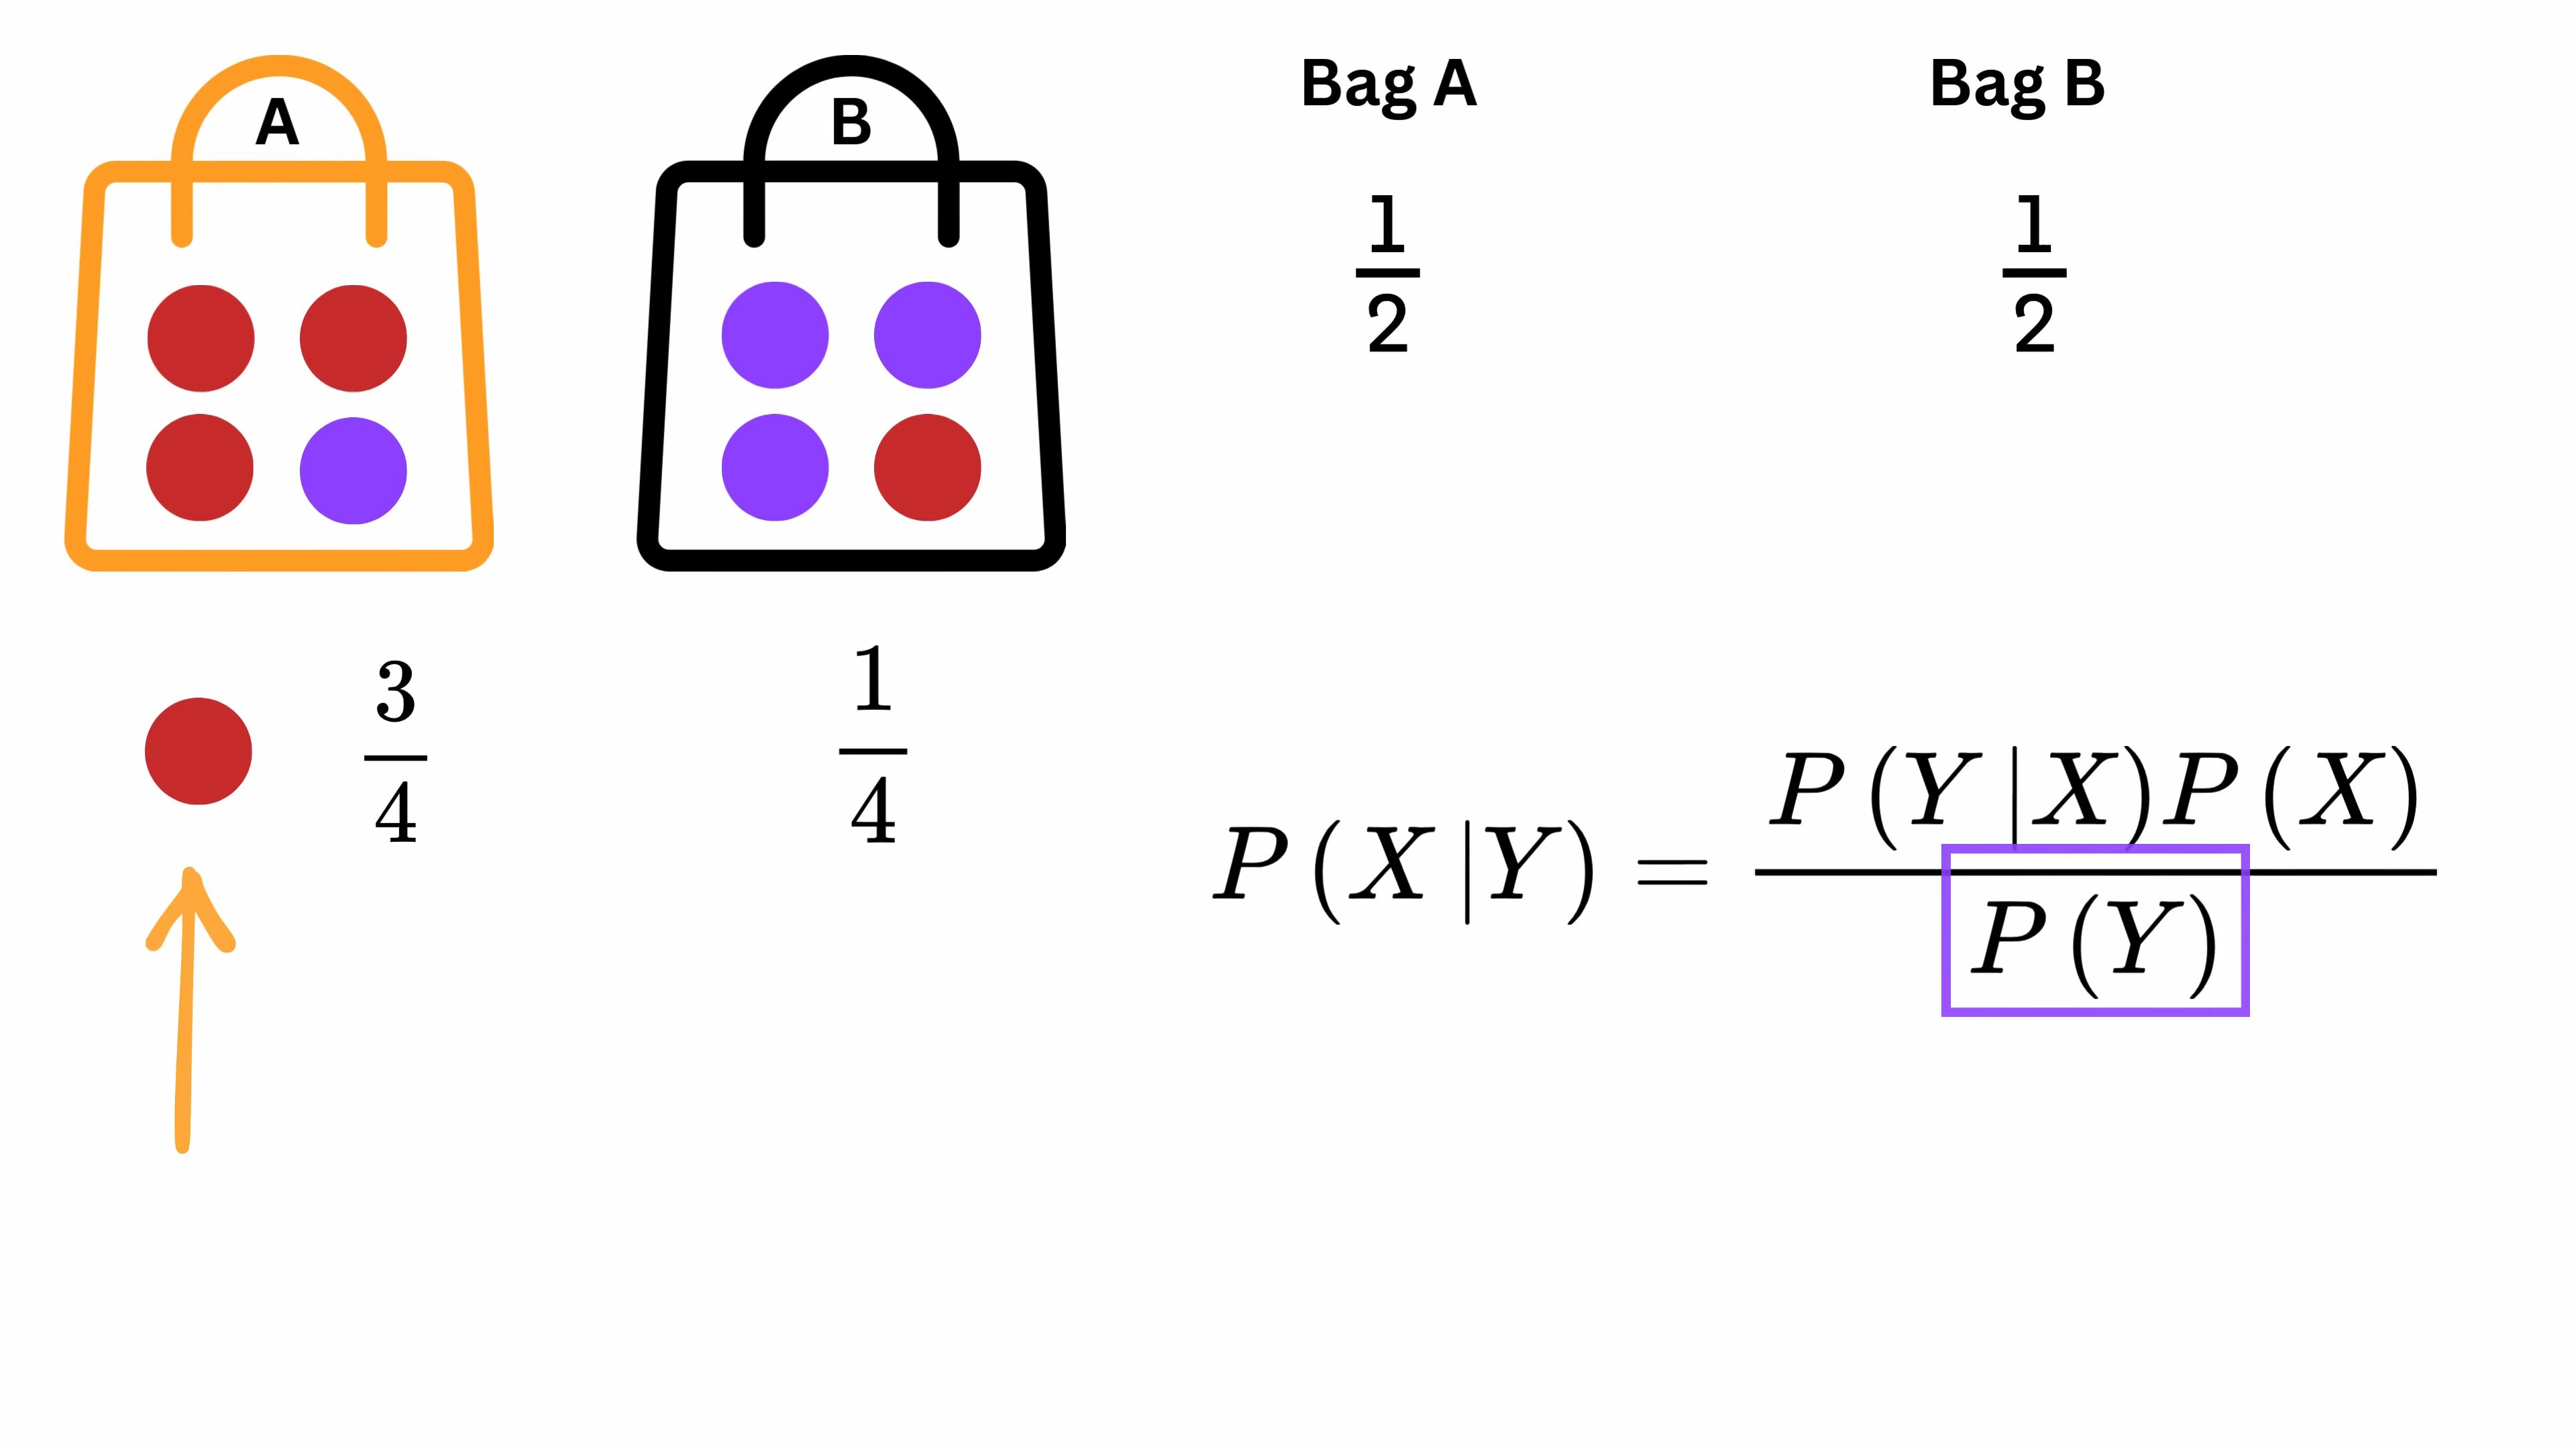 A
B
Bag A
Bag B
1/2
1/2
3/4
1/4
P(X|Y) = P(Y|X)P(X) / P(Y)